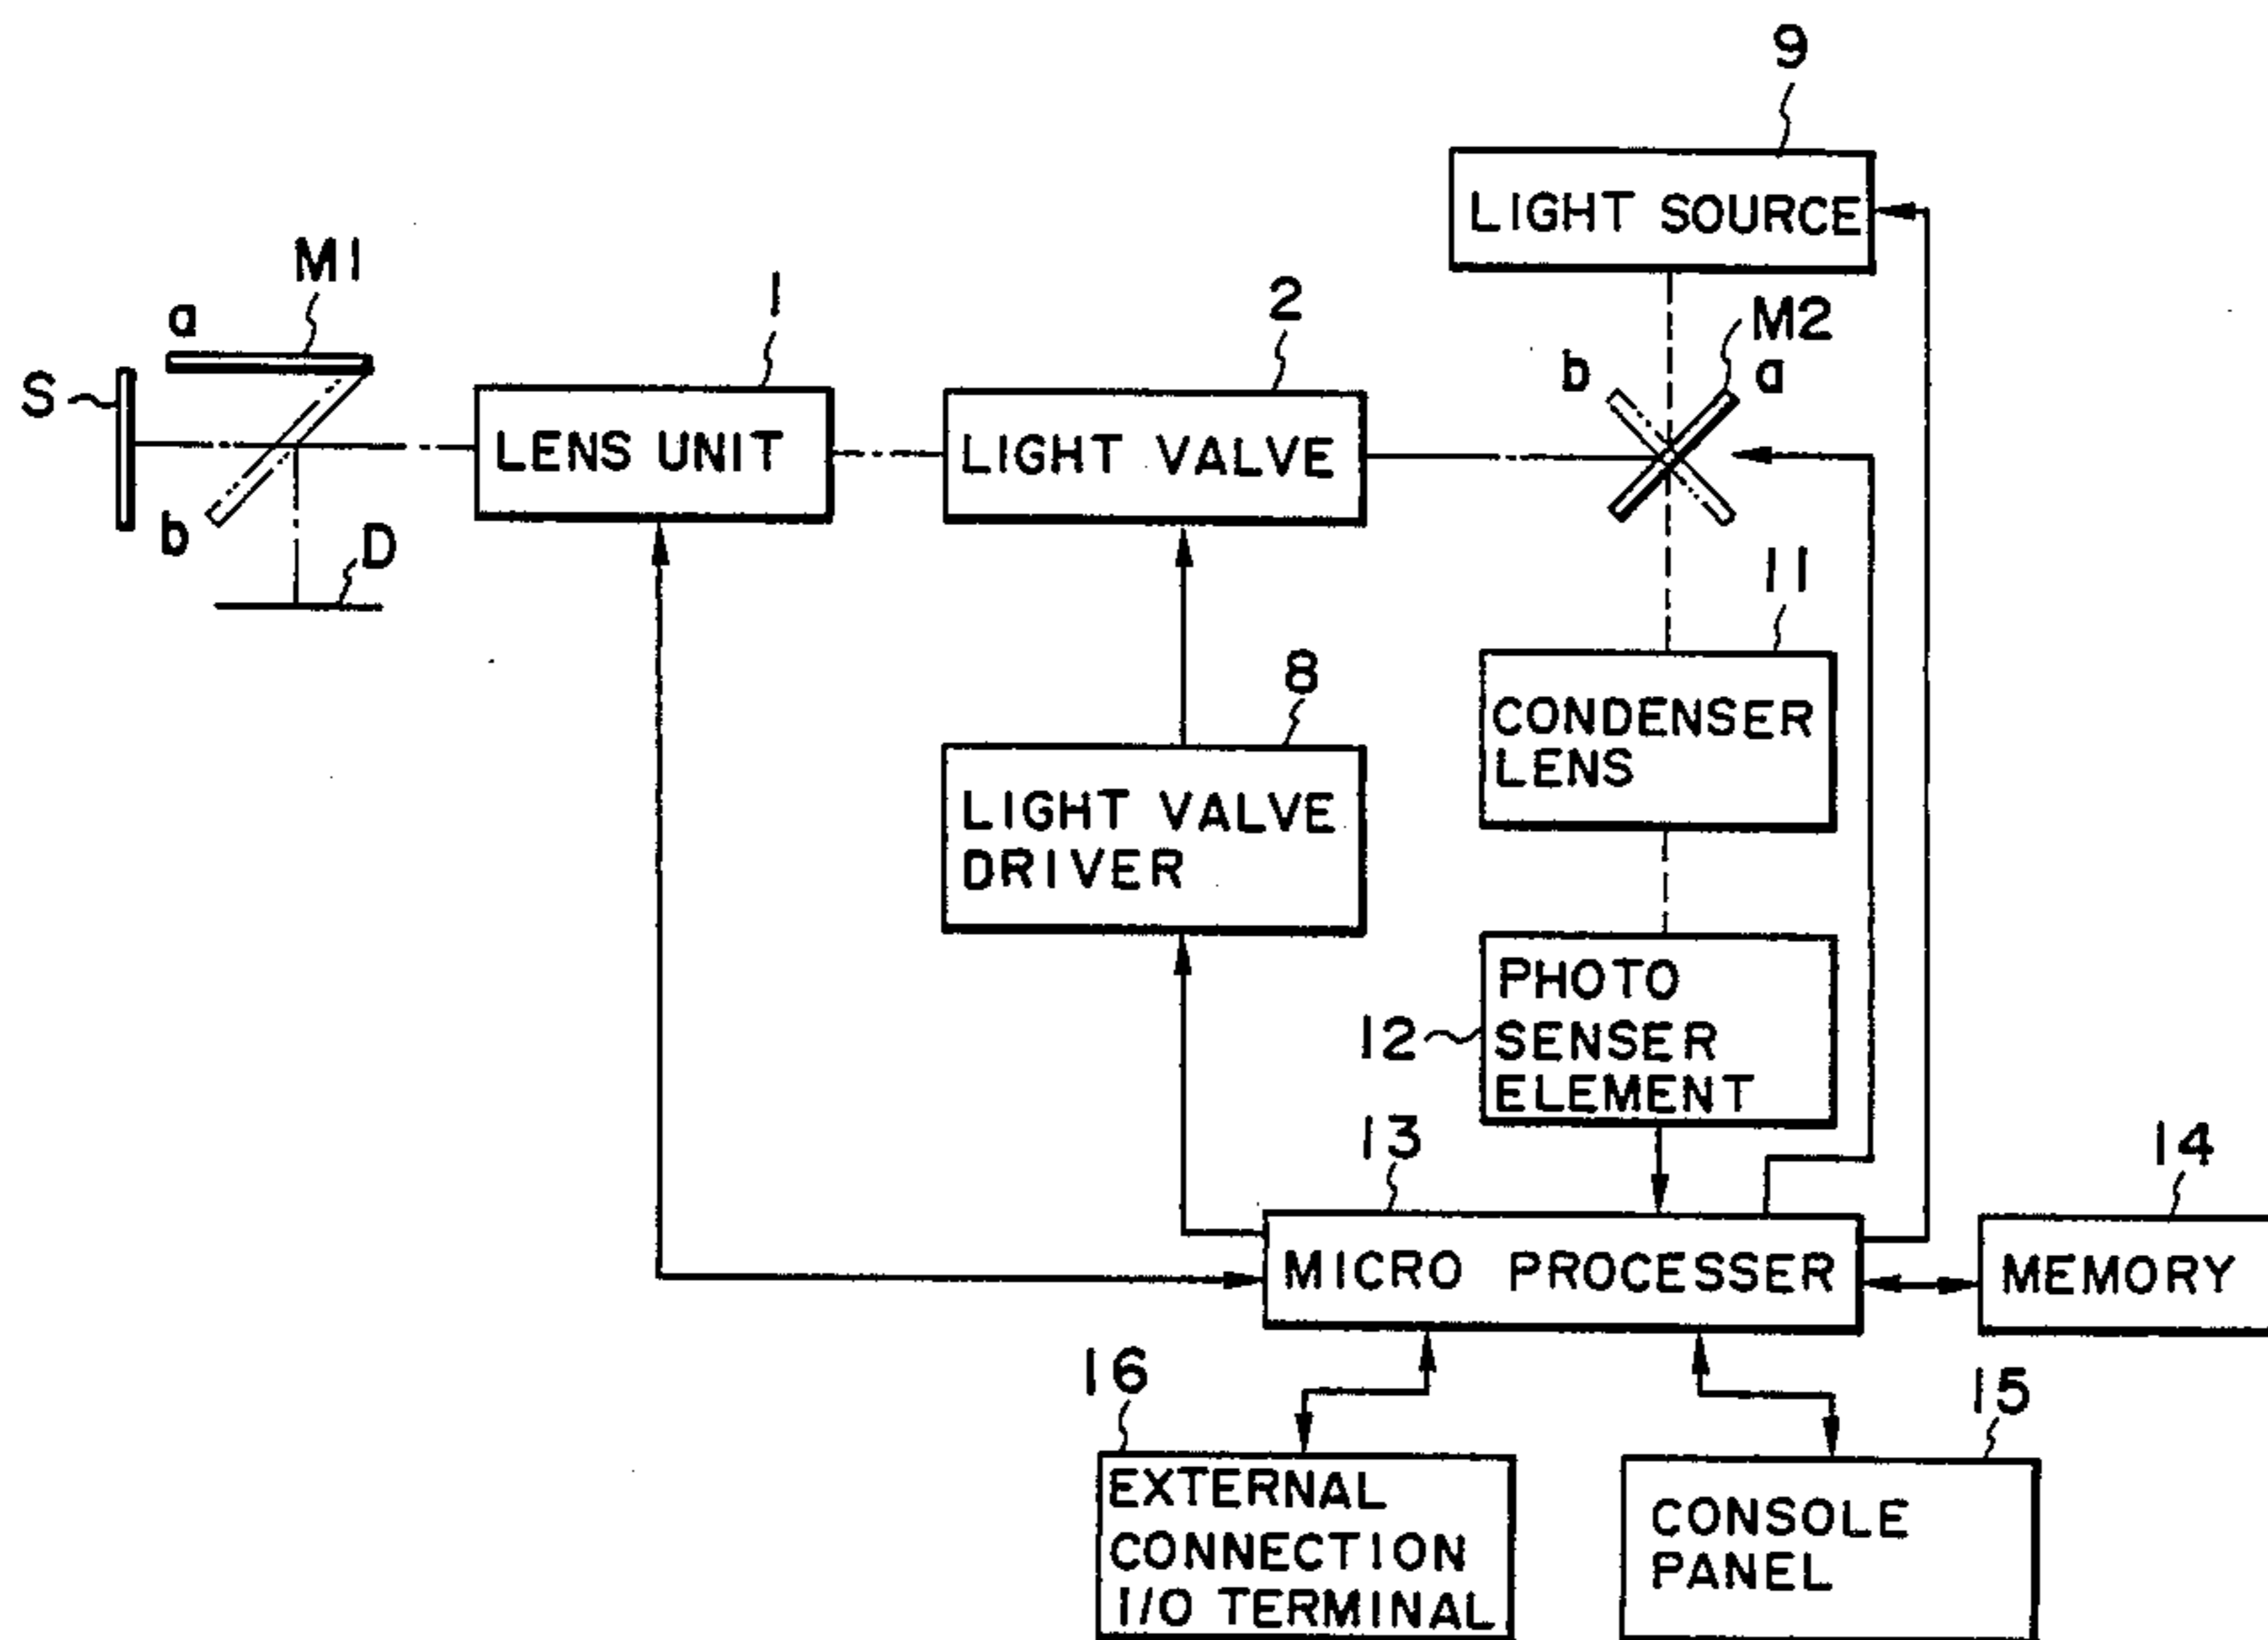 9
LIGHT SOURCE
M1
a
S
b
D
1
LENS UNIT
2
LIGHT VALVE
M2
b
a
11
CONDENSER
LENS
8
LIGHT VALVE
DRIVER
12
PHOTO
SENSER
ELEMENT
13
MICRO PROCESSER
14
MEMORY
16
EXTERNAL
CONNECTION
I/O TERMINAL
15
CONSOLE
PANEL